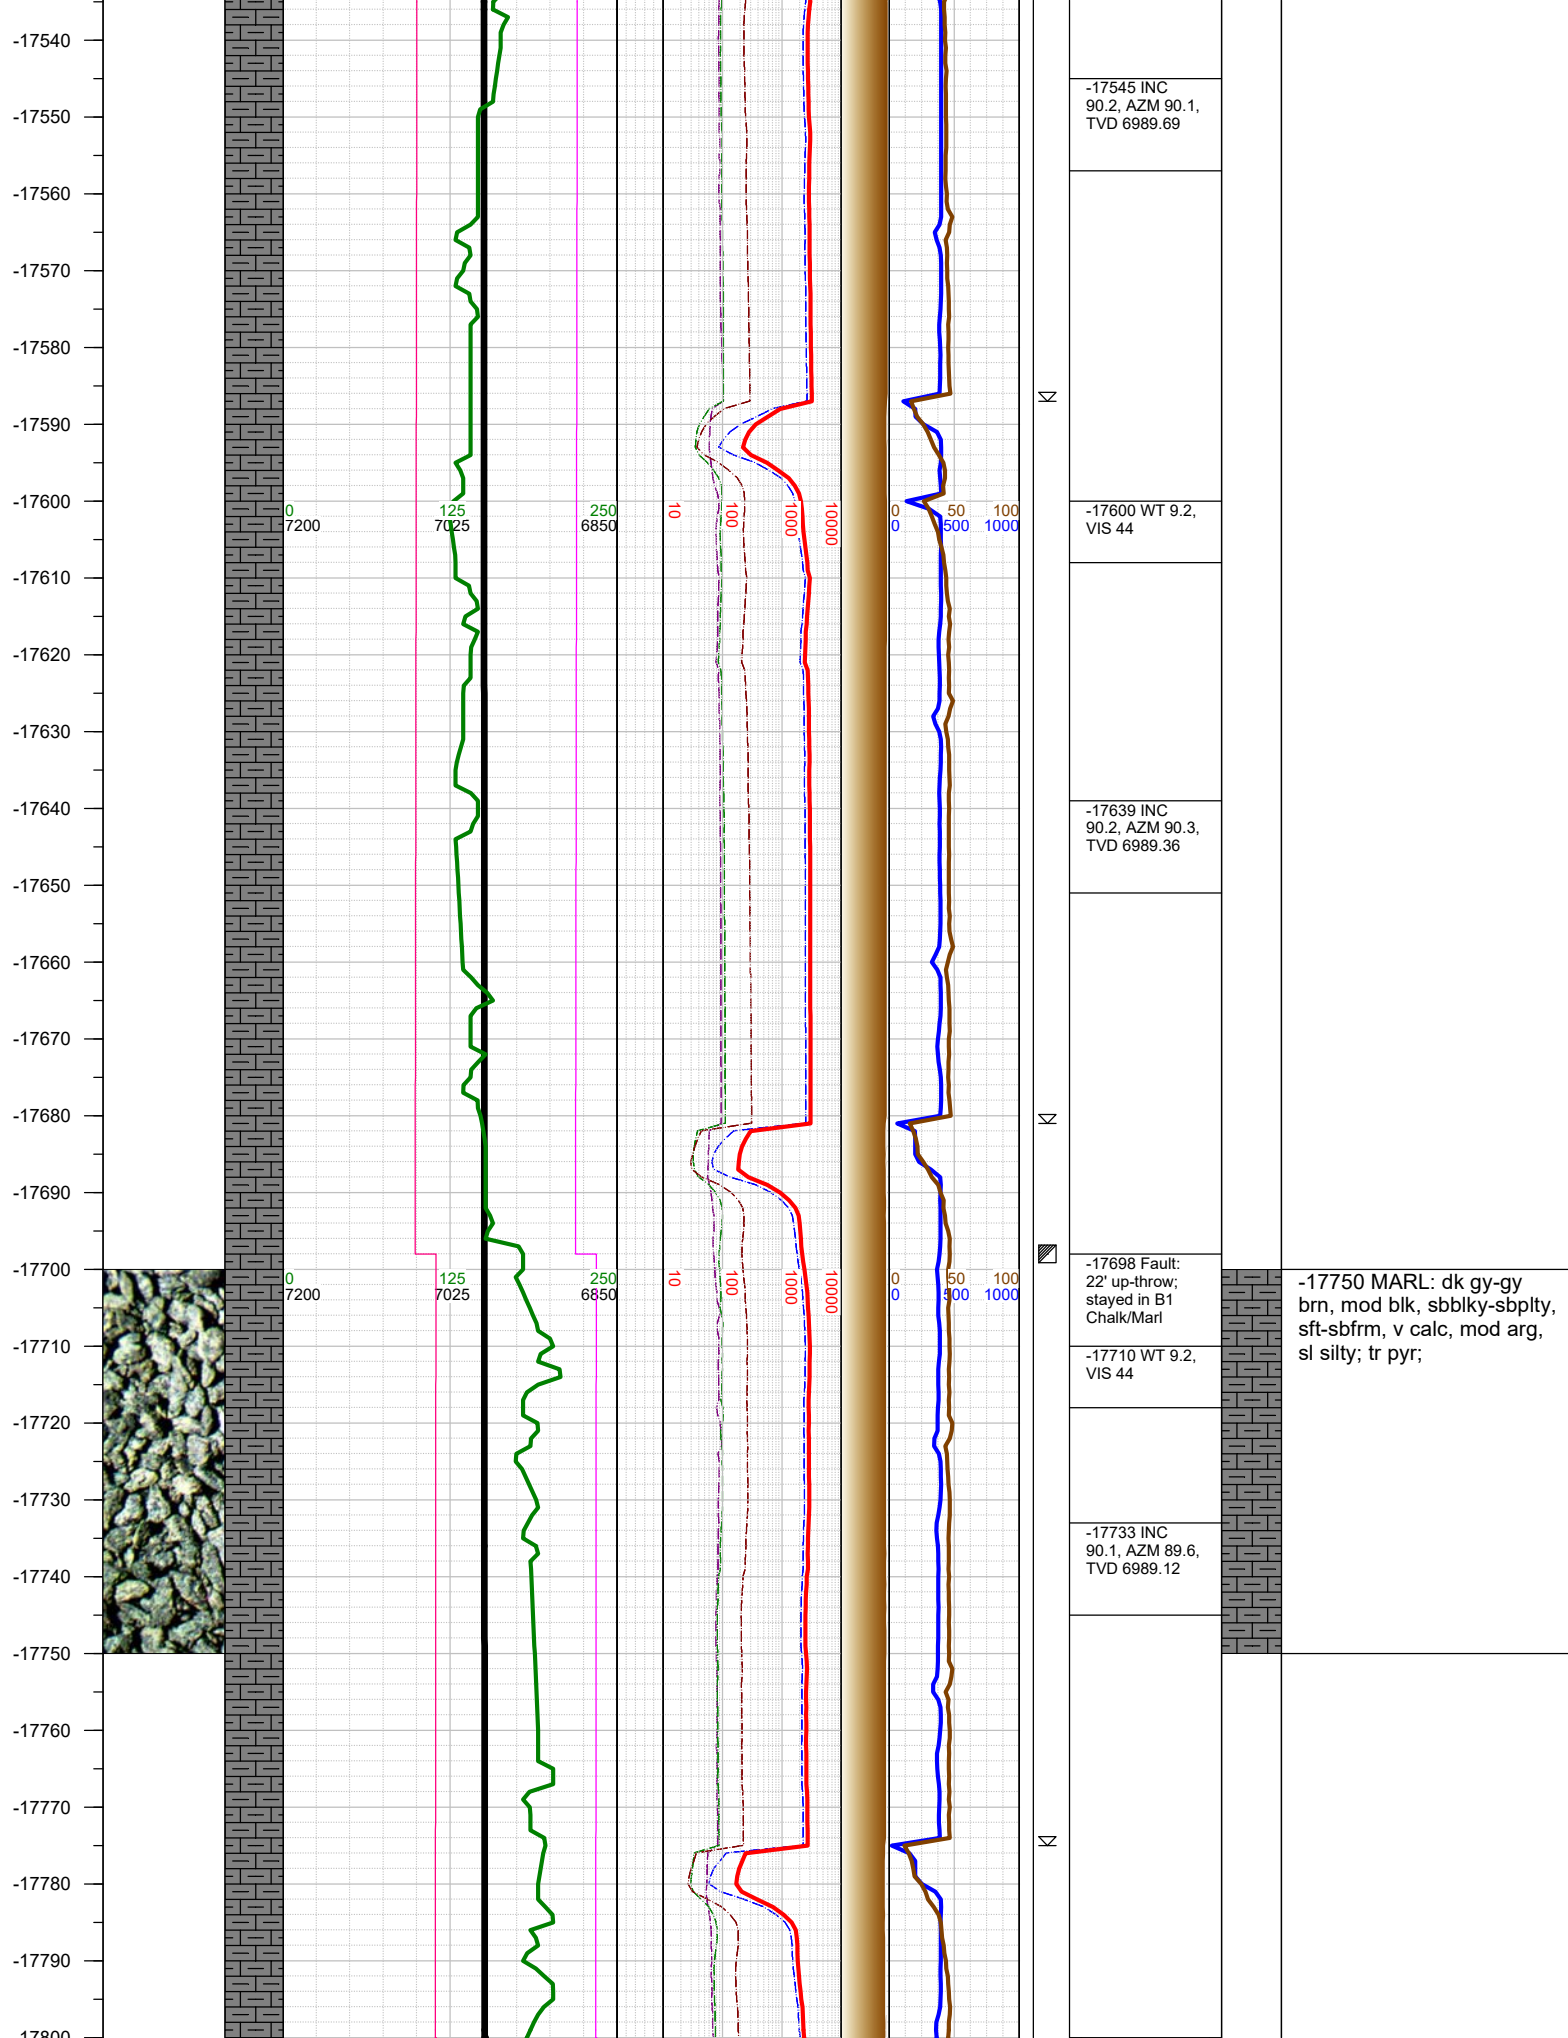 -17540
-17545 INC
90.2, AZM 90.1,
TVD 6989.69
-17550
-17560
-17570
-17580
-17590
-17600
0 125 250
7200 7025 6850
10 100 1000 10000
0 50 100
0 500 1000
-17600 WT 9.2,
VIS 44
-17610
-17620
-17630
-17640
-17639 INC
90.2, AZM 90.3,
TVD 6989.36
-17650
-17660
-17670
-17680
-17690
-17700
0 125 250
7200 7025 6850
10 100 1000 10000
0 50 100
0 500 1000
-17698 Fault:
22' up-throw;
stayed in B1
Chalk/Marl
-17750 MARL: dk gy-gy
brn, mod blk, sbblky-sbplty,
sft-sbfrm, v calc, mod arg,
sl silty; tr pyr;
-17710
-17710 WT 9.2,
VIS 44
-17720
-17730
-17733 INC
90.1, AZM 89.6,
TVD 6989.12
-17740
-17750
-17760
-17770
-17780
-17790
-17800